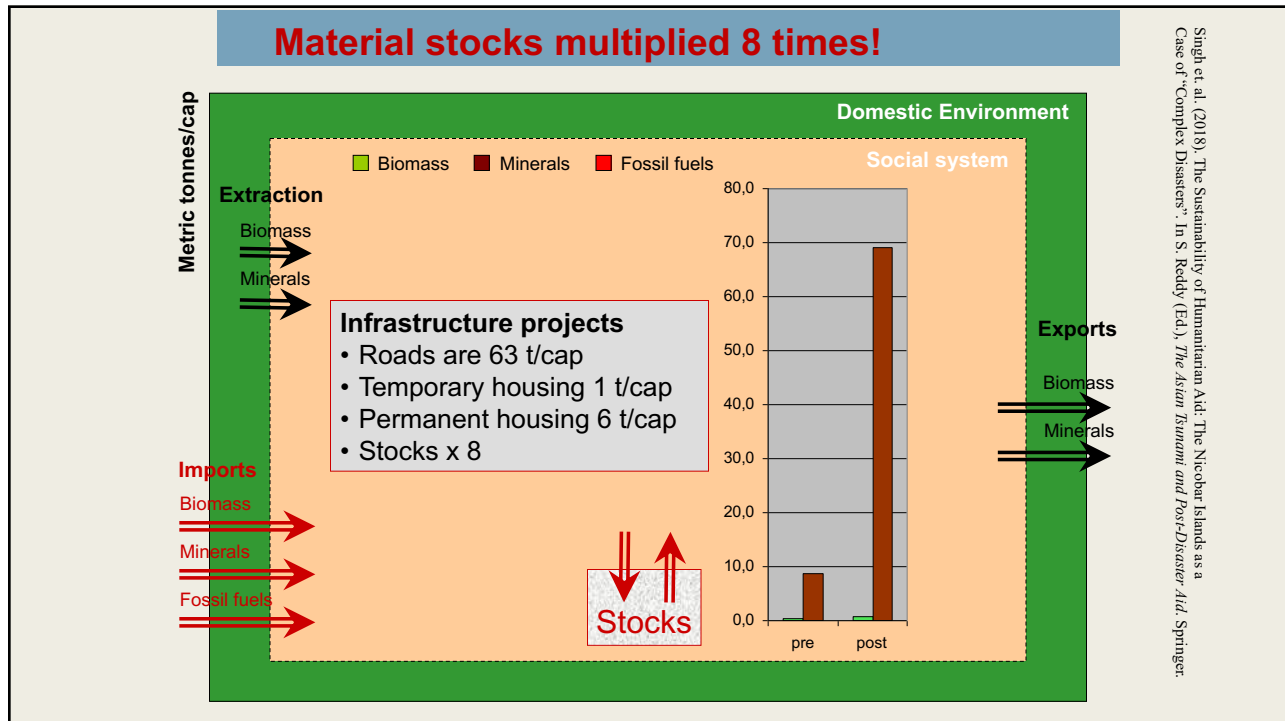 Material stocks multiplied 8 times!
Metric tonnes/cap
Domestic Environment
Social system
Biomass
Minerals
Fossil fuels
Extraction
Biomass
Minerals
Infrastructure projects
• Roads are 63 t/cap
• Temporary housing 1 t/cap
• Permanent housing 6 t/cap
• Stocks x 8
Imports
Biomass
Minerals
Fossil fuels
Stocks
80,0
70,0
60,0
50,0
40,0
30,0
20,0
10,0
0,0
pre
post
Exports
Biomass
Minerals
Singh et. al. (2018). The Sustainability of Humanitarian Aid: The Nicobar Islands as a
Case of “Complex Disasters”. In S. Reddy (Ed.), The Asian Tsunami and Post-Disaster Aid. Springer.